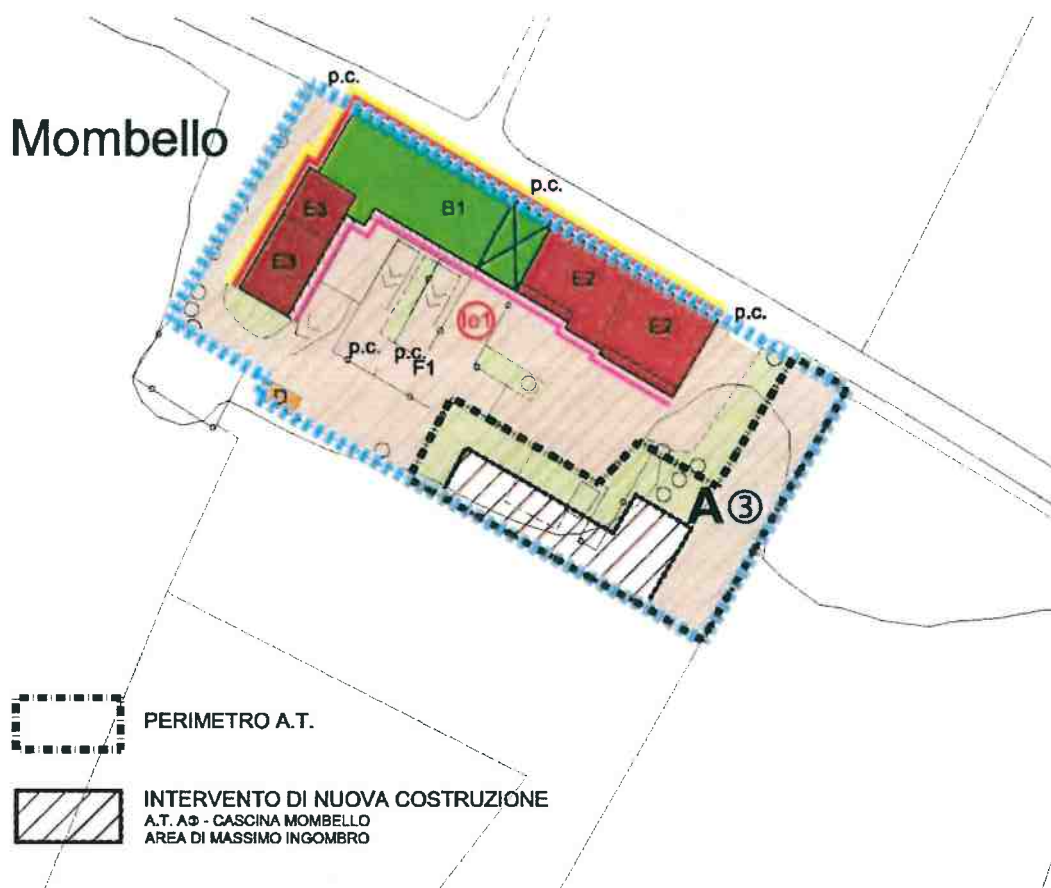 p.c.
Mombello
p.c.
E3
B1
E3
E2
p.c.
E2
Io1
p.c.
p.c.
F1
D
A③
PERIMETRO A.T.
INTERVENTO DI NUOVA COSTRUZIONE
A.T. A③ - CASCINA MOMBELLO
AREA DI MASSIMO INGOMBRO